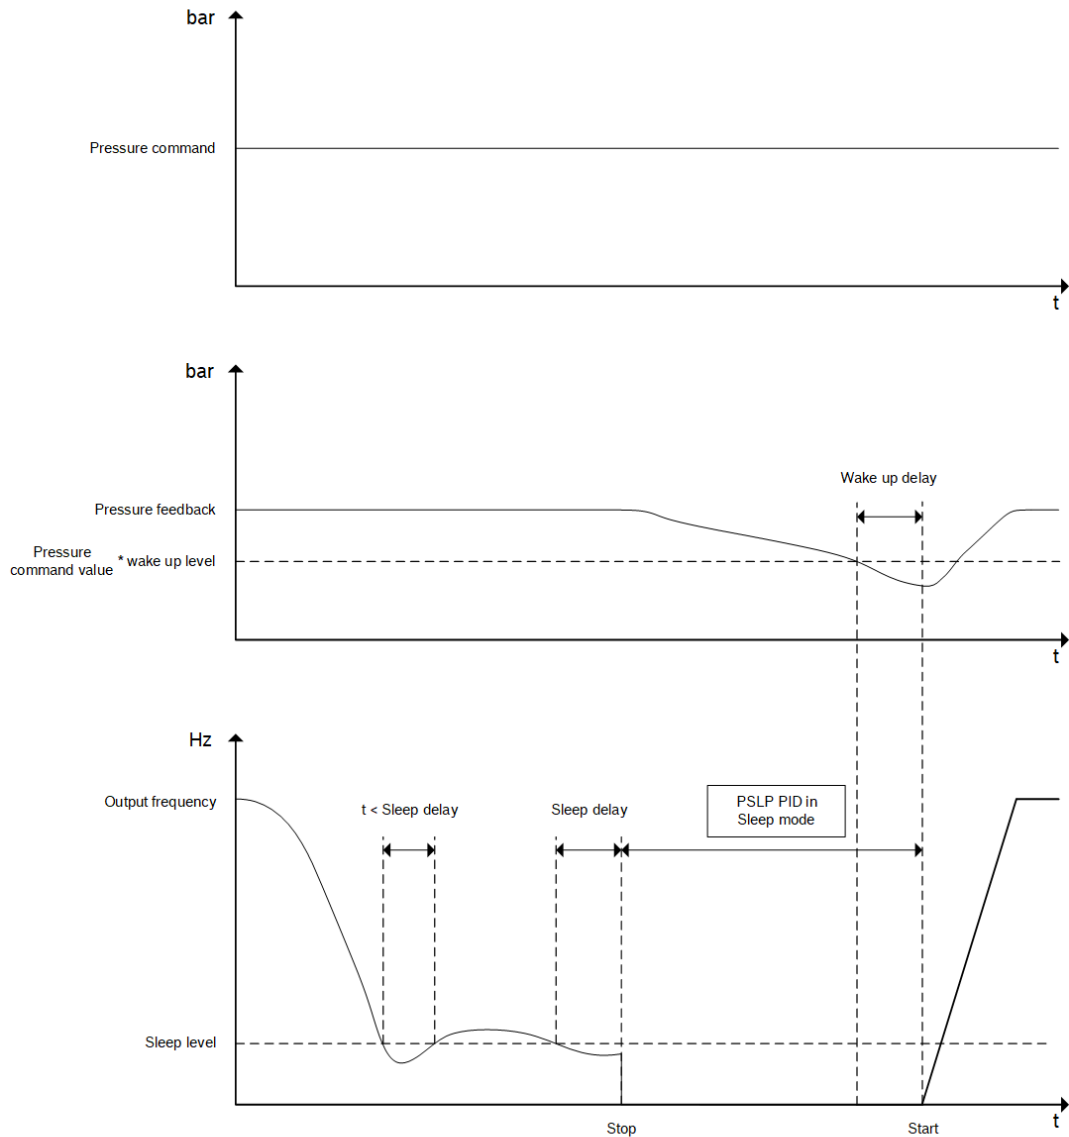 bar
Pressure command
t
bar
Wake up delay
Pressure feedback
Pressure
command value * wake up level
t
Hz
Output frequency
t < Sleep delay
Sleep delay
PSLP PID in
Sleep mode
Sleep level
t
Stop
Start